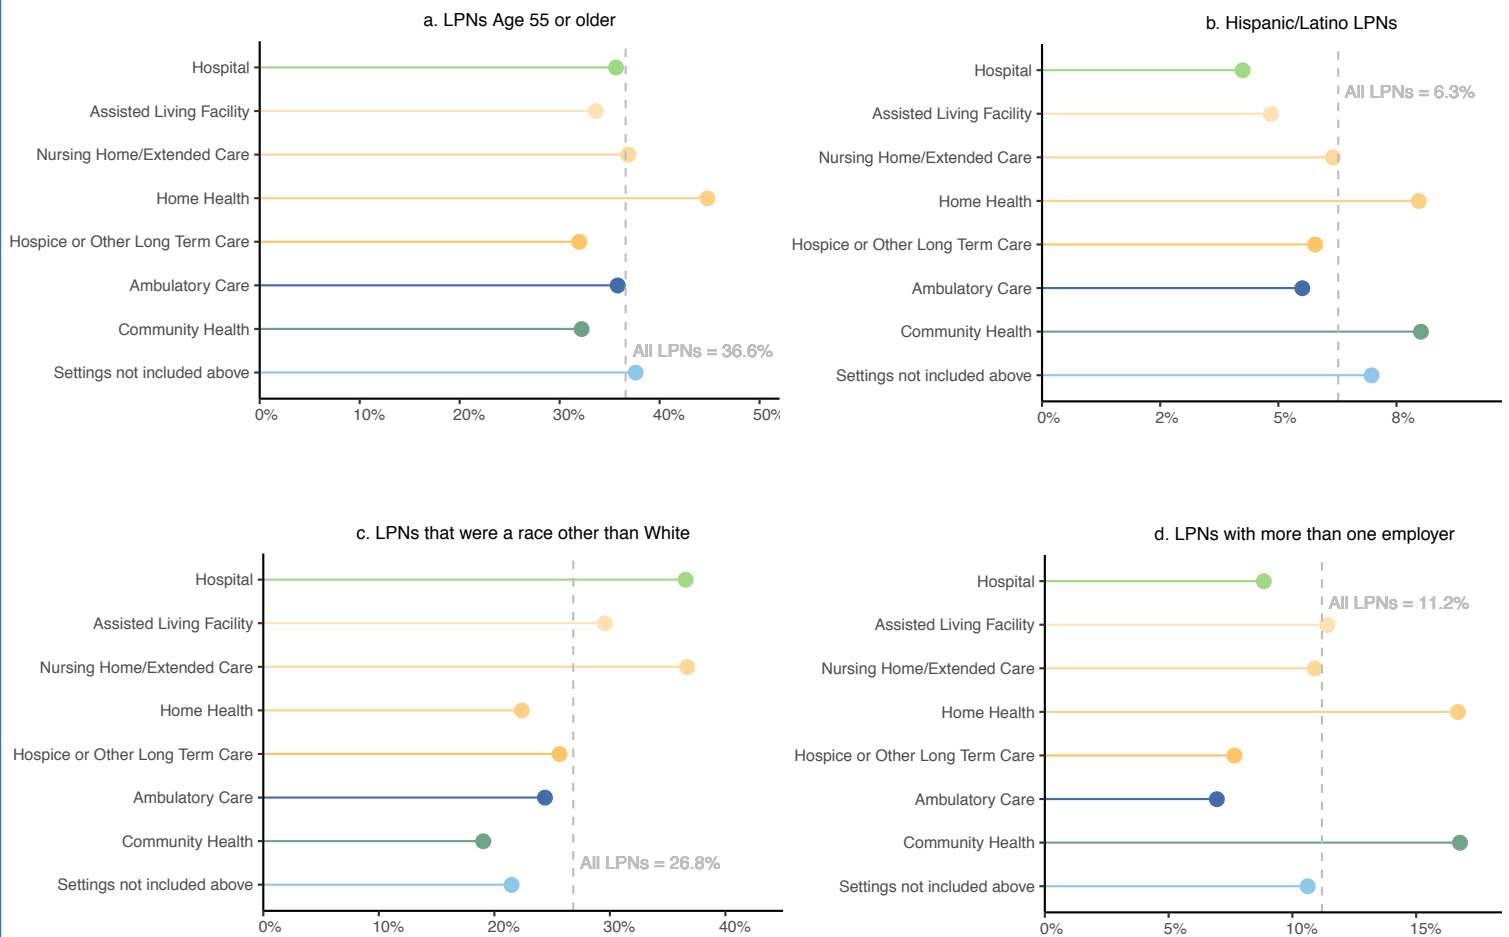 a. LPNs Age 55 or older
Hospital
Assisted Living Facility
Nursing Home/Extended Care
Home Health
Hospice or Other Long Term Care
Ambulatory Care
Community Health
All LPNs = 36.6%
Settings not included above
0% 10% 20% 30% 40% 50%
b. Hispanic/Latino LPNs
Hospital
All LPNs = 6.3%
Assisted Living Facility
Nursing Home/Extended Care
Home Health
Hospice or Other Long Term Care
Ambulatory Care
Community Health
Settings not included above
0% 2% 5% 8%
c. LPNs that were a race other than White
Hospital
Assisted Living Facility
Nursing Home/Extended Care
Home Health
Hospice or Other Long Term Care
Ambulatory Care
Community Health
All LPNs = 26.8%
Settings not included above
0% 10% 20% 30% 40%
d. LPNs with more than one employer
Hospital
All LPNs = 11.2%
Assisted Living Facility
Nursing Home/Extended Care
Home Health
Hospice or Other Long Term Care
Ambulatory Care
Community Health
Settings not included above
0% 5% 10% 15%